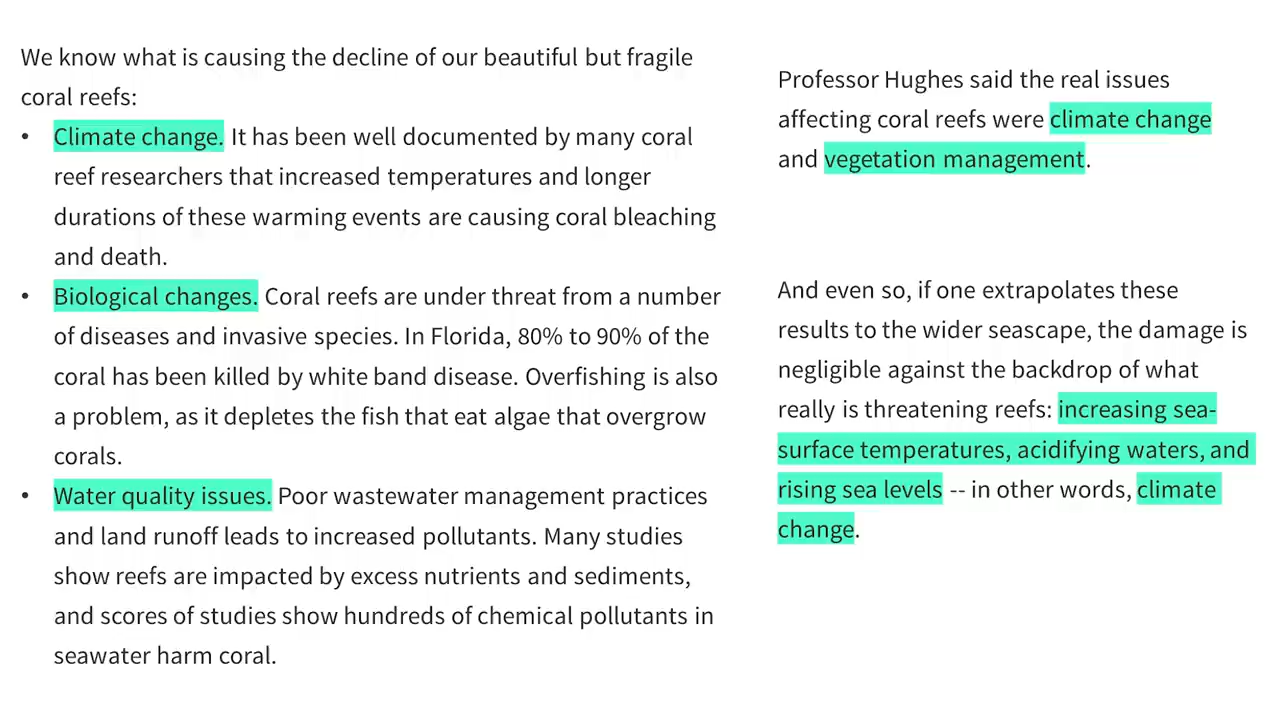 We know what is causing the decline of our beautiful but fragile
coral reefs:
• Climate change. It has been well documented by many coral
reef researchers that increased temperatures and longer
durations of these warming events are causing coral bleaching
and death.
• Biological changes. Coral reefs are under threat from a number
of diseases and invasive species. In Florida, 80% to 90% of the
coral has been killed by white band disease. Overfishing is also
a problem, as it depletes the fish that eat algae that overgrow
corals.
• Water quality issues. Poor wastewater management practices
and land runoff leads to increased pollutants. Many studies
show reefs are impacted by excess nutrients and sediments,
and scores of studies show hundreds of chemical pollutants in
seawater harm coral.
Professor Hughes said the real issues
affecting coral reefs were climate change
and vegetation management.
And even so, if one extrapolates these
results to the wider seascape, the damage is
negligible against the backdrop of what
really is threatening reefs: increasing sea-
surface temperatures, acidifying waters, and
rising sea levels -- in other words, climate
change.